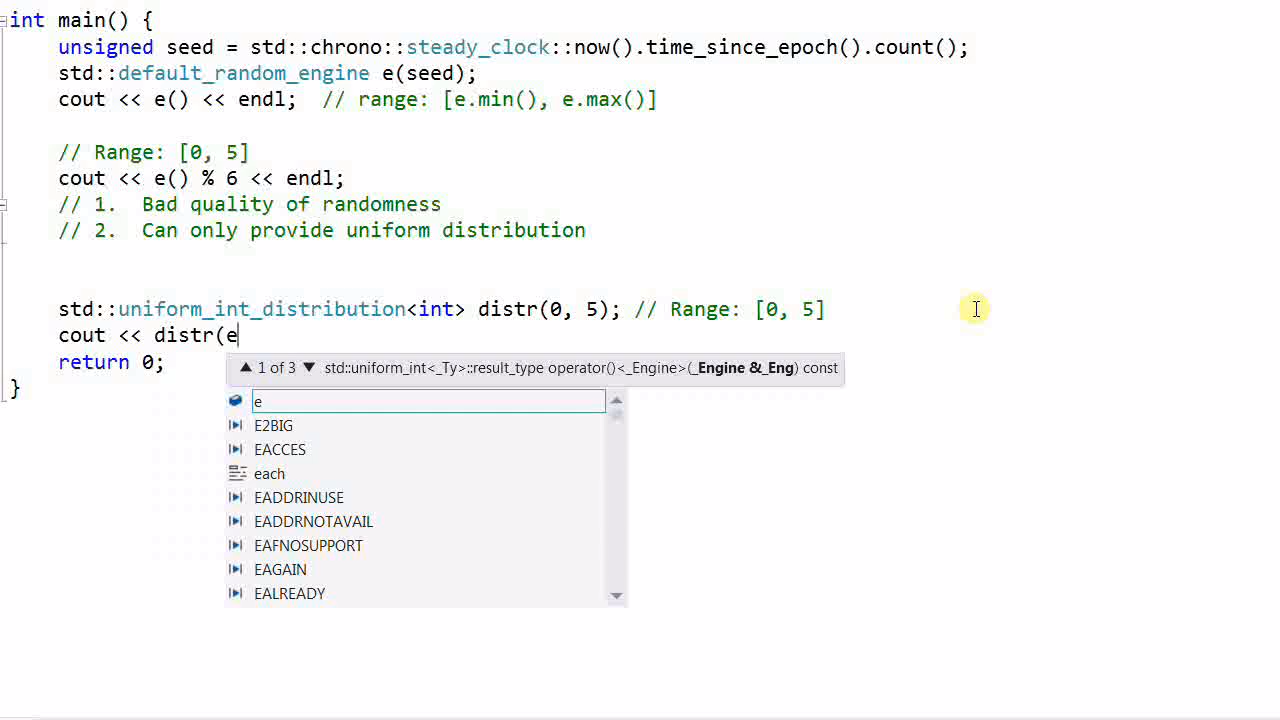 int main() {
unsigned seed = std::chrono::steady_clock::now().time_since_epoch().count();
std::default_random_engine e(seed);
cout << e() << endl;  // range: [e.min(), e.max()]
// Range: [0, 5]
cout << e() % 6 << endl;
// 1.  Bad quality of randomness
// 2.  Can only provide uniform distribution
std::uniform_int_distribution<int> distr(0, 5); // Range: [0, 5]
cout << distr(e
return 0;
▲ 1 of 3 ▼ std::uniform_int<_Ty>::result_type operator()<_Engine>(_Engine &_Eng) const
}
e
E2BIG
EACCES
each
EADDRINUSE
EADDRNOTAVAIL
EAFNOSUPPORT
EAGAIN
EALREADY